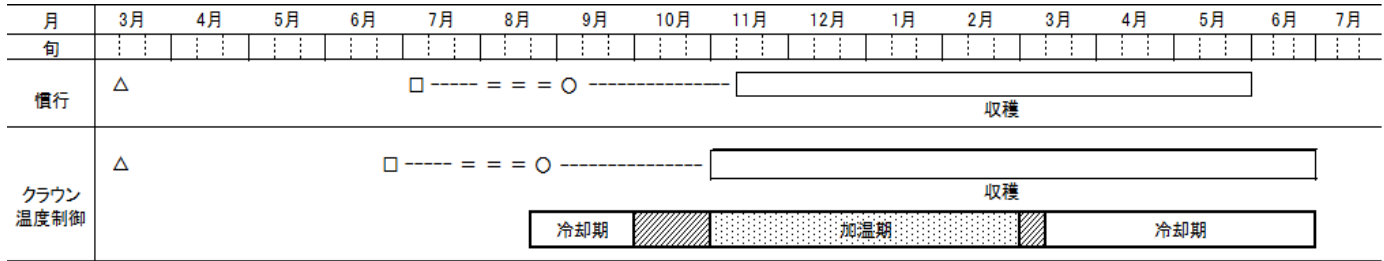 月 3月 4月 5月 6月 7月 8月 9月 10月 11月 12月 1月 2月 3月 4月 5月 6月 7月
旬
慣行 △ □ ----- = = = ○ ----------------
収穫
△ □ ----- = = = ○ ----------------
収穫
クラウン
温度制御
冷却期 加温期 冷却期